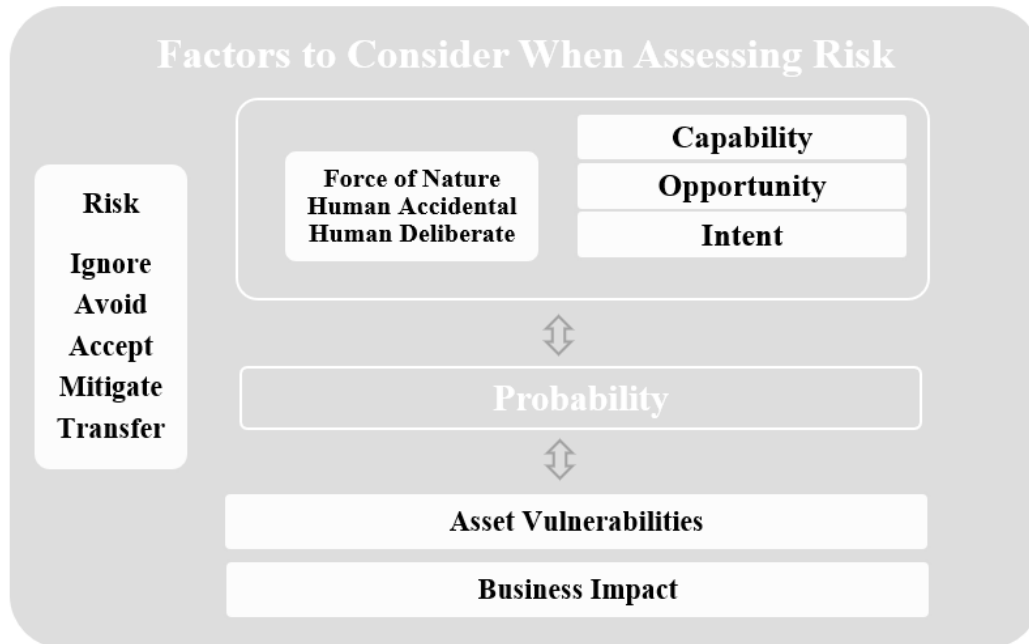 Factors to Consider When Assessing Risk
Risk
Ignore
Avoid
Accept
Mitigate
Transfer
Force of Nature
Human Accidental
Human Deliberate
Capability
Opportunity
Intent
Probability
Asset Vulnerabilities
Business Impact